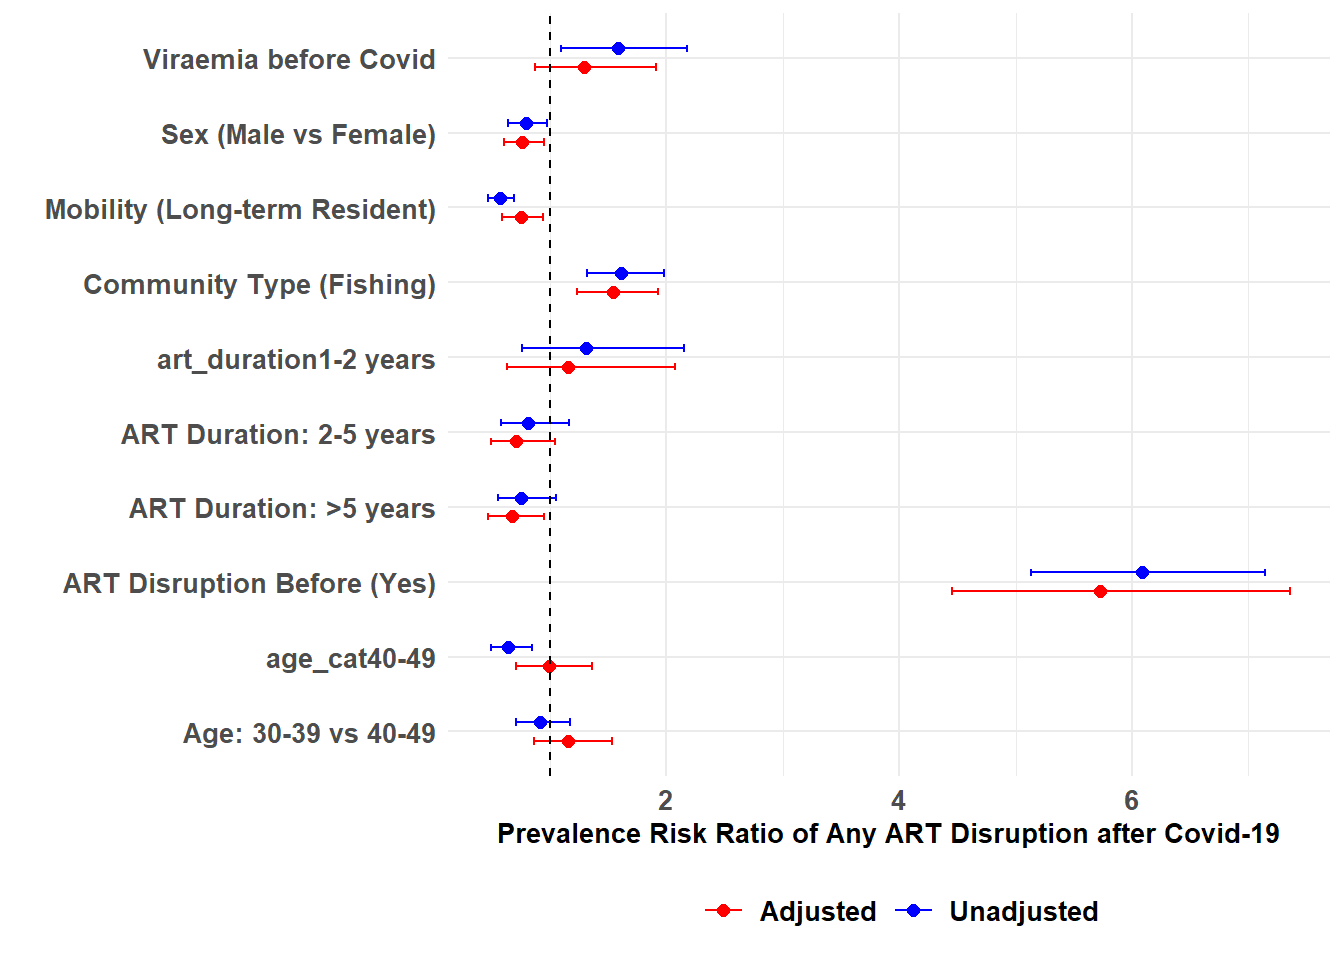 Viraemia before Covid
Sex (Male vs Female)
Mobility (Long-term Resident)
Community Type (Fishing)
art_duration1-2 years
ART Duration: 2-5 years
ART Duration: >5 years
ART Disruption Before (Yes)
age_cat40-49
Age: 30-39 vs 40-49
2 4 6
Prevalence Risk Ratio of Any ART Disruption after Covid-19
Adjusted Unadjusted